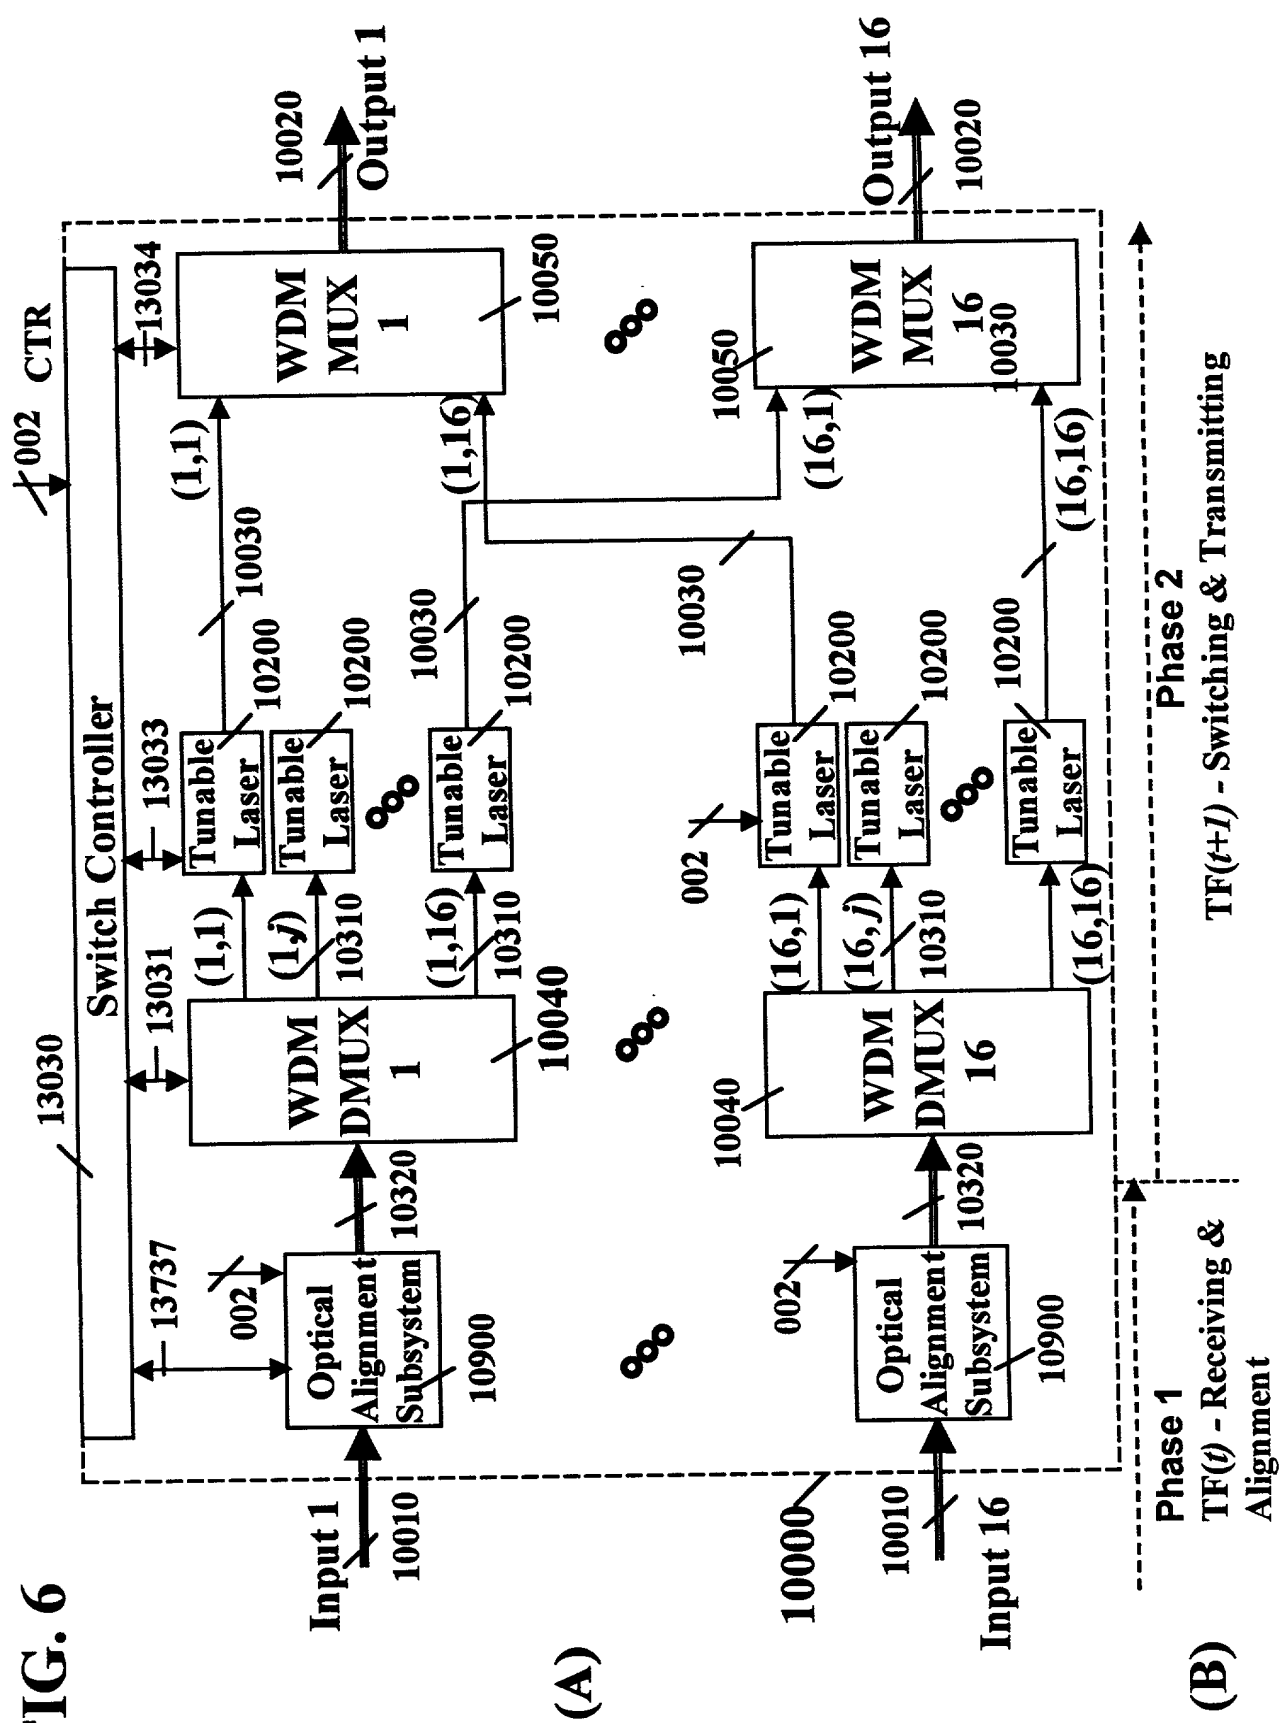 FIG. 6
002 CTR
13030
Switch Controller
13737
13031
13033
13034
Input 1
10010
002
Optical
Alignment
Subsystem
10900
10320
WDM
DMUX
1
10040
(1,1)
(1,j)
10310
(1,16)
10310
Tunable
Laser
10200
Tunable
Laser
10200
Tunable
Laser
10200
10030
10030
(1,1)
(1,16)
WDM
MUX
1
10050
10020
Output 1
(A)
10000
10010
Input 16
002
Optical
Alignment
Subsystem
10900
10320
10040
WDM
DMUX
16
(16,1)
(16,j)
10310
(16,16)
002
Tunable
Laser
10200
Tunable
Laser
10200
Tunable
Laser
10200
10030
(16,1)
(16,16)
10050
WDM
MUX
16
10030
Output 16
10020
(B)
Phase 1
TF(t) - Receiving &
Alignment
Phase 2
TF(t+1) - Switching & Transmitting